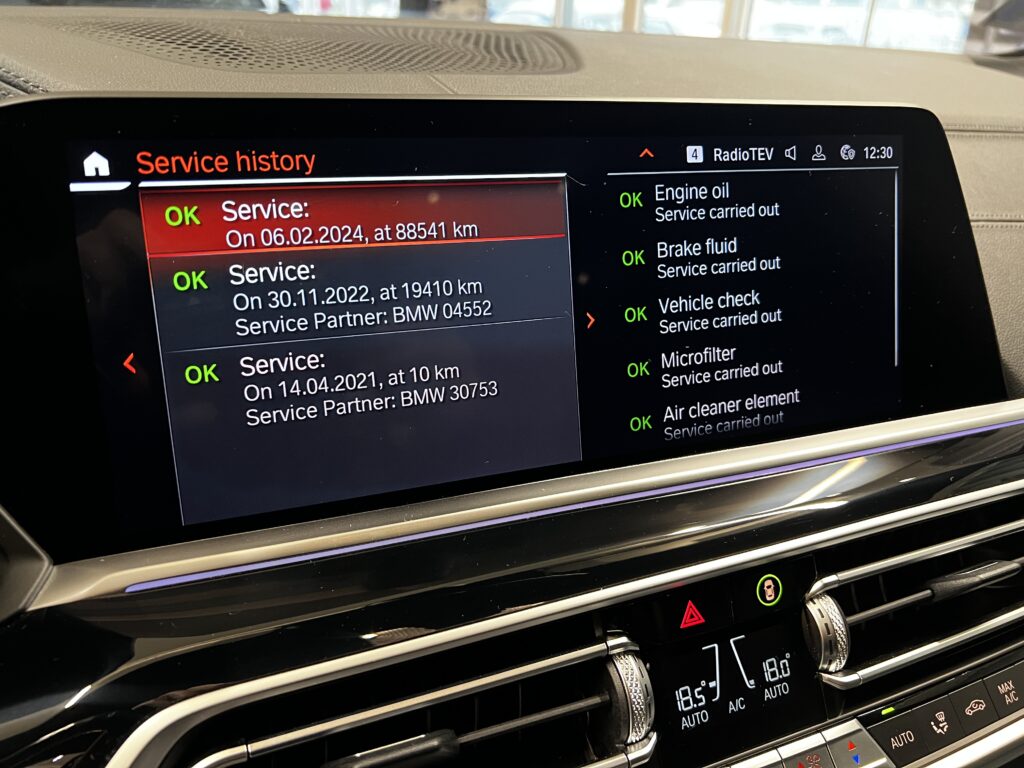 Service history
4 RadioTEV 12:30
OK Service:
On 06.02.2024, at 88541 km
OK Service:
On 30.11.2022, at 19410 km
Service Partner: BMW 04552
OK Service:
On 14.04.2021, at 10 km
Service Partner: BMW 30753
OK Engine oil
Service carried out
OK Brake fluid
Service carried out
OK Vehicle check
Service carried out
OK Microfilter
Service carried out
OK Air cleaner element
Service carried out
18.5°
AUTO
A/C
18.0°
AUTO
AUTO
MAX
A/C